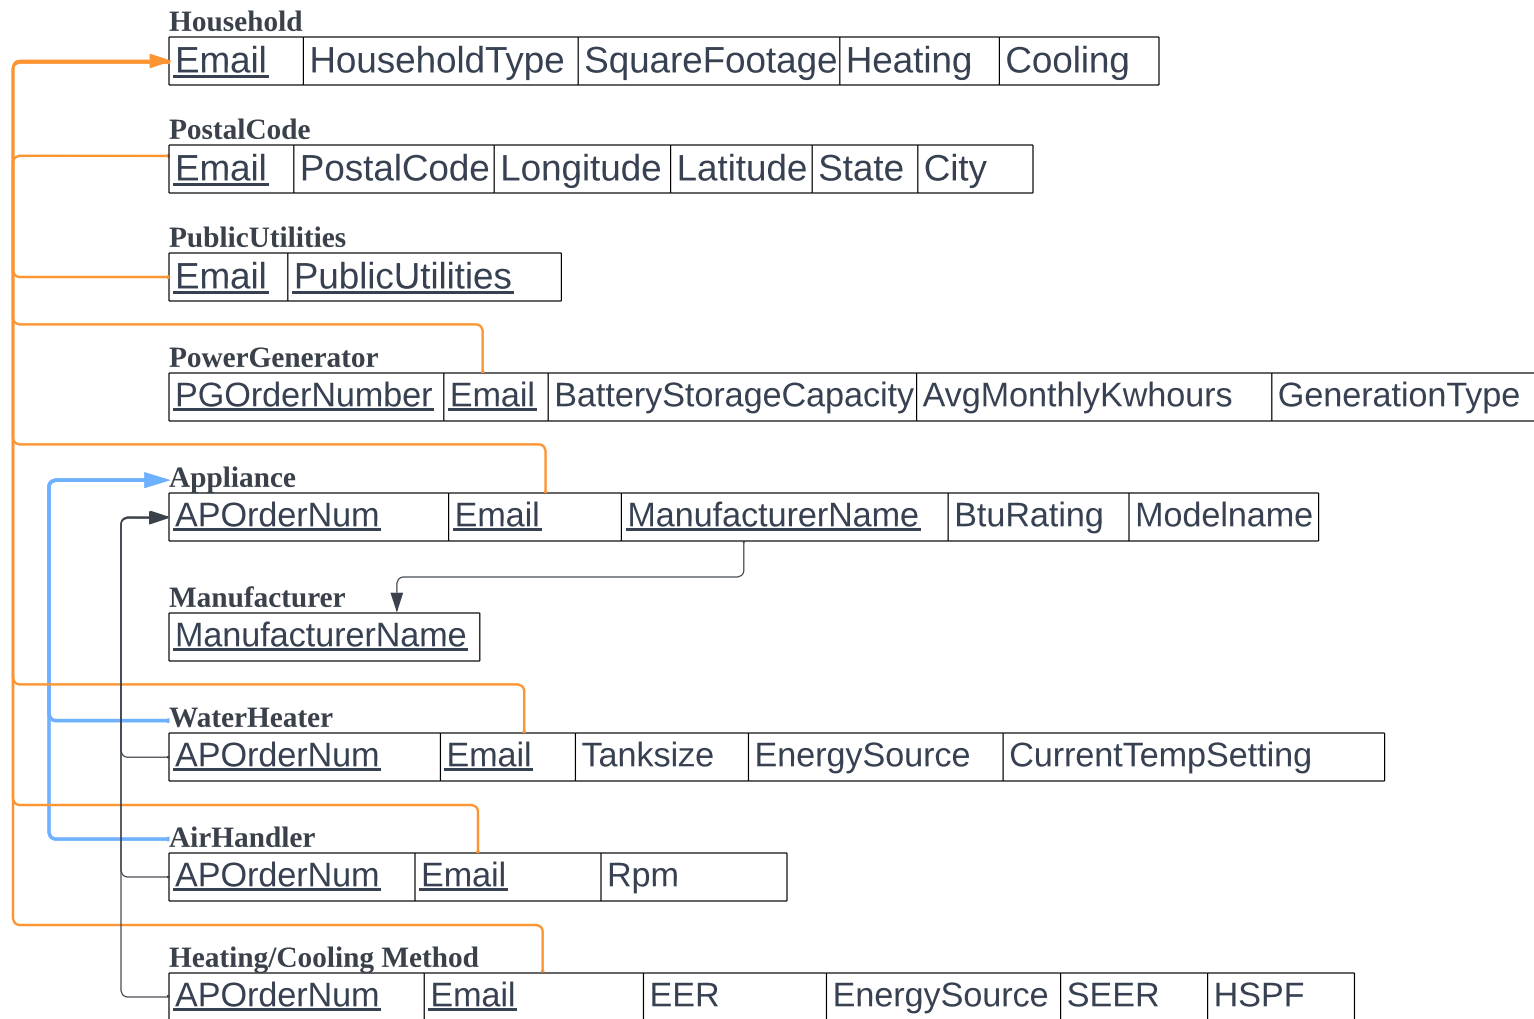 Household
Email HouseholdType SquareFootage Heating Cooling
PostalCode
Email PostalCode Longitude Latitude State City
PublicUtilities
Email PublicUtilities
PowerGenerator
PGOrderNumber Email BatteryStorageCapacity AvgMonthlyKwhours GenerationType
Appliance
APOrderNum Email ManufacturerName BtuRating Modelname
Manufacturer
ManufacturerName
WaterHeater
APOrderNum Email Tanksize EnergySource CurrentTempSetting
AirHandler
APOrderNum Email Rpm
Heating/Cooling Method
APOrderNum Email EER EnergySource SEER HSPF